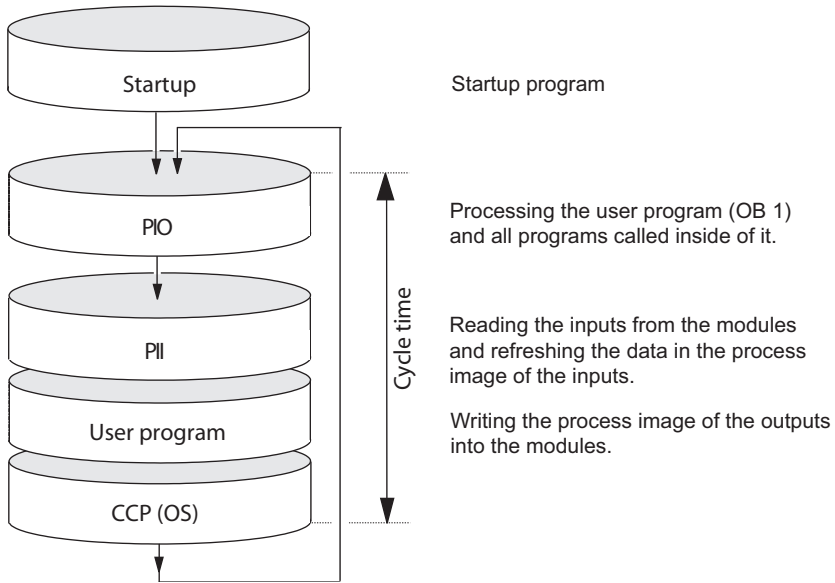 Startup
Startup program
PIO
Processing the user program (OB 1)
and all programs called inside of it.
PII
Cycle time
Reading the inputs from the modules
and refreshing the data in the process
image of the inputs.
User program
Writing the process image of the outputs
into the modules.
CCP (OS)